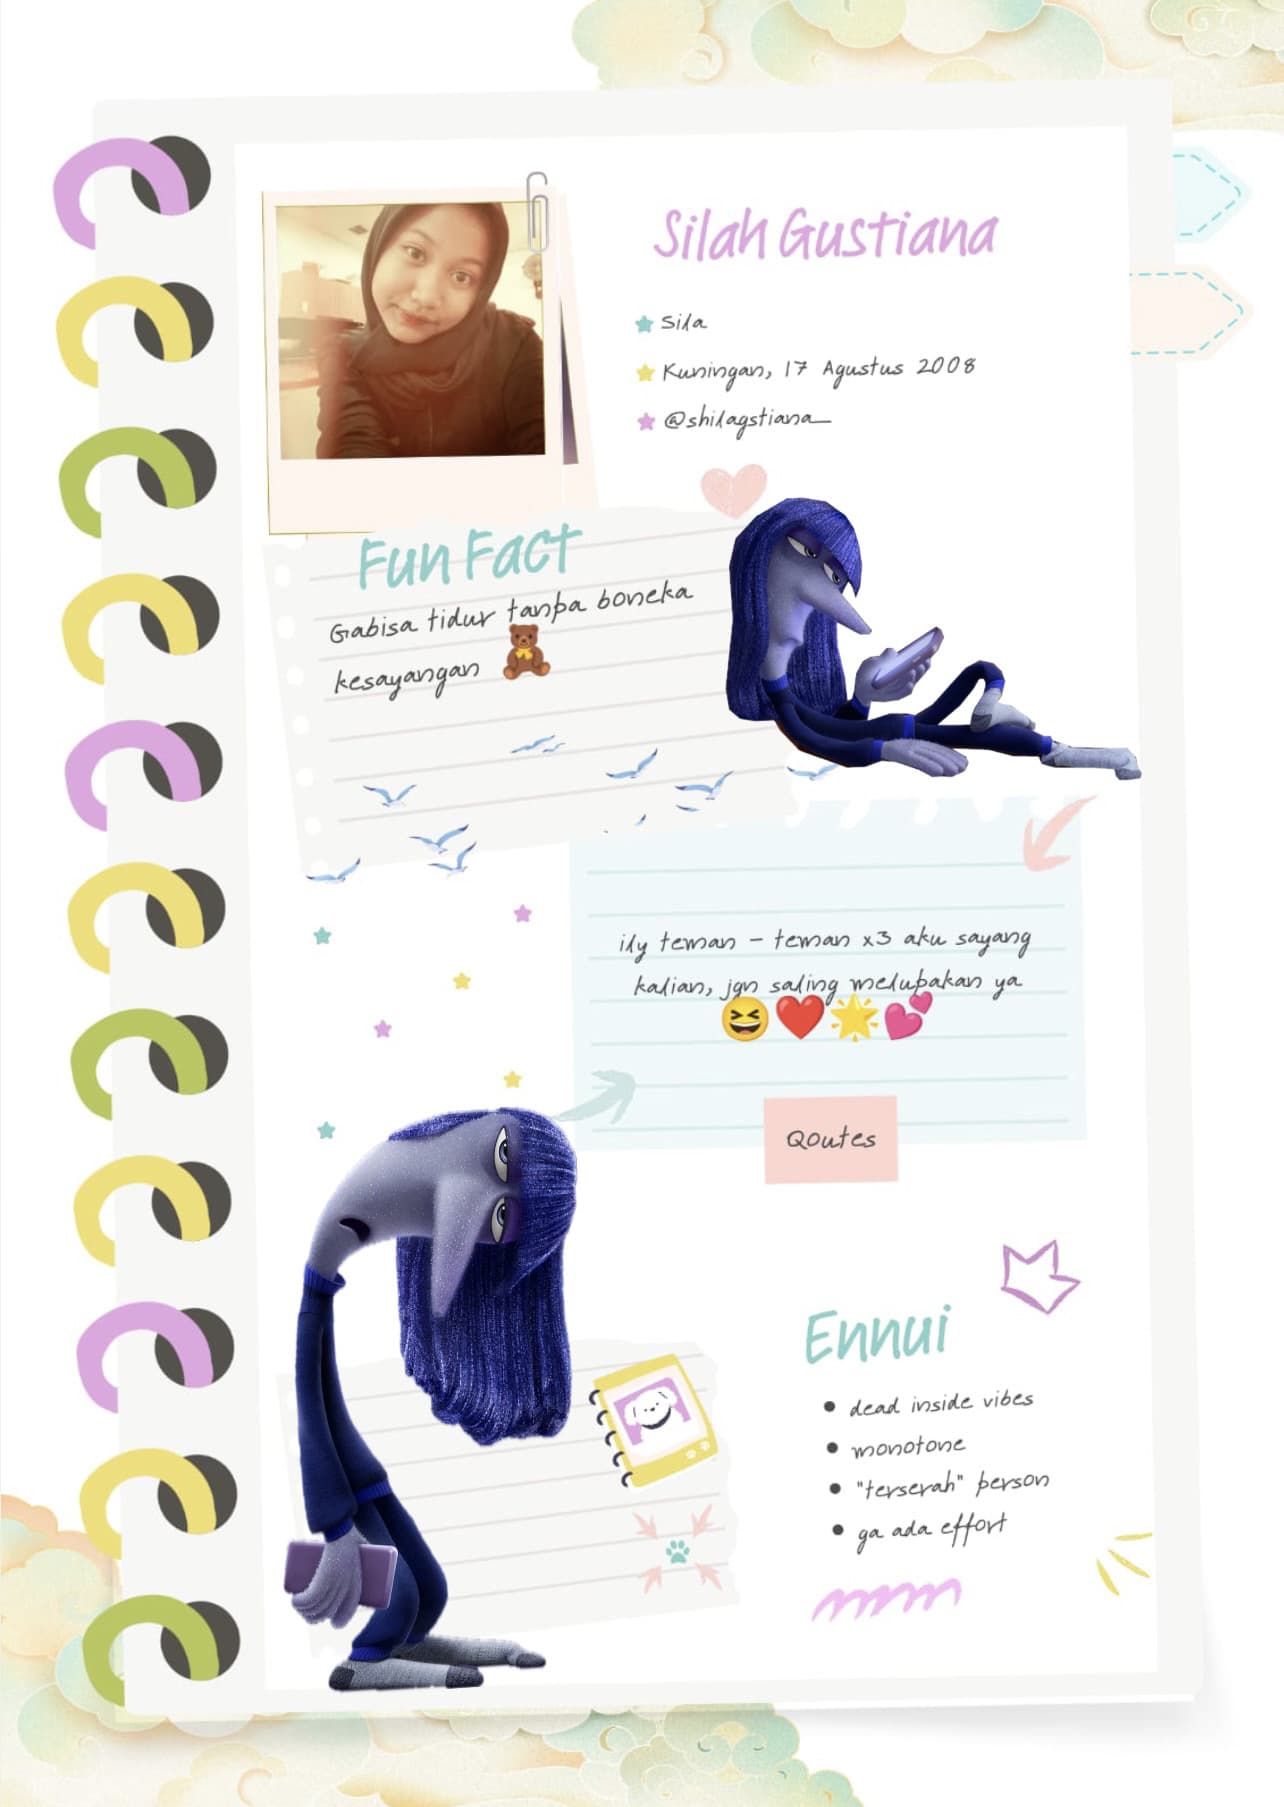 Silah Gustiana
Sila
Kuningan, 17 Agustus 2008
@shilagstiana_
Fun Fact
Gabisa tidur tanpa boneka
kesayangan 🧸
ily teman - teman x3 aku sayang
kalian, jgn saling melupakan ya
😆❤️🌟💕
Qoutes
Ennui
• dead inside vibes
• monotone
• "terserah" person
• ga ada effort